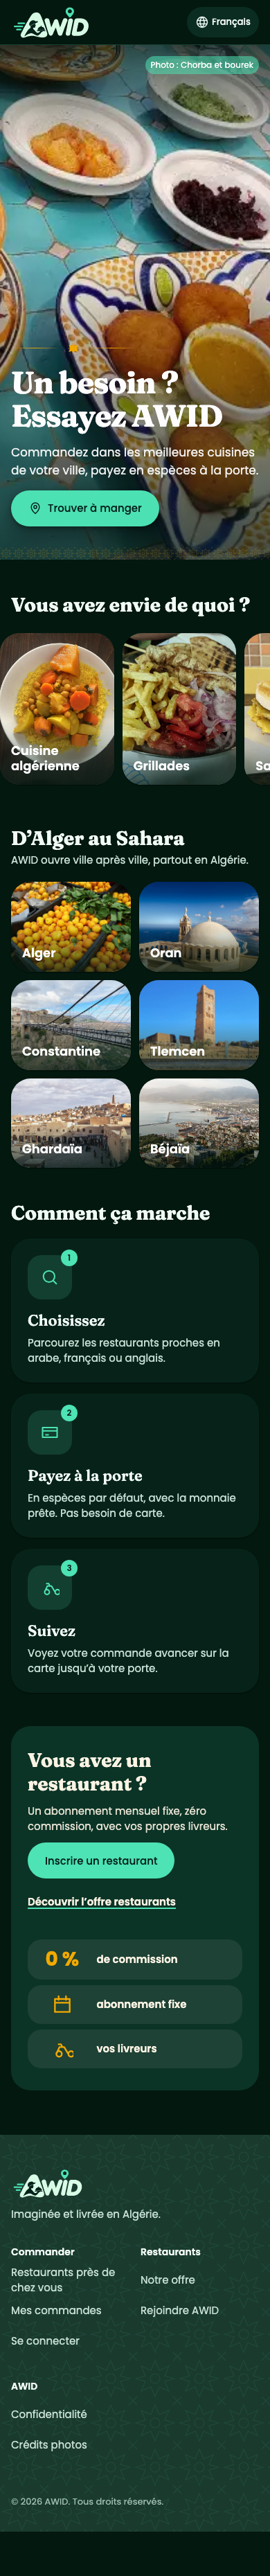 AWID
Français
Photo : Chorba et bourek
Un besoin ?
Essayez AWID
Commandez dans les meilleures cuisines
de votre ville, payez en espèces à la porte.
Trouver à manger
Vous avez envie de quoi ?
Cuisine
algérienne
Grillades
Sa
D’Alger au Sahara
AWID ouvre ville après ville, partout en Algérie.
Alger
Oran
Constantine
Tlemcen
Ghardaïa
Béjaïa
Comment ça marche
1
Choisissez
Parcourez les restaurants proches en
arabe, français ou anglais.
2
Payez à la porte
En espèces par défaut, avec la monnaie
prête. Pas besoin de carte.
3
Suivez
Voyez votre commande avancer sur la
carte jusqu’à votre porte.
Vous avez un
restaurant ?
Un abonnement mensuel fixe, zéro
commission, avec vos propres livreurs.
Inscrire un restaurant
Découvrir l’offre restaurants
0 % de commission
abonnement fixe
vos livreurs
AWID
Imaginée et livrée en Algérie.
Commander
Restaurants près de
chez vous
Mes commandes
Se connecter
Restaurants
Notre offre
Rejoindre AWID
AWID
Confidentialité
Crédits photos
© 2026 AWID. Tous droits réservés.